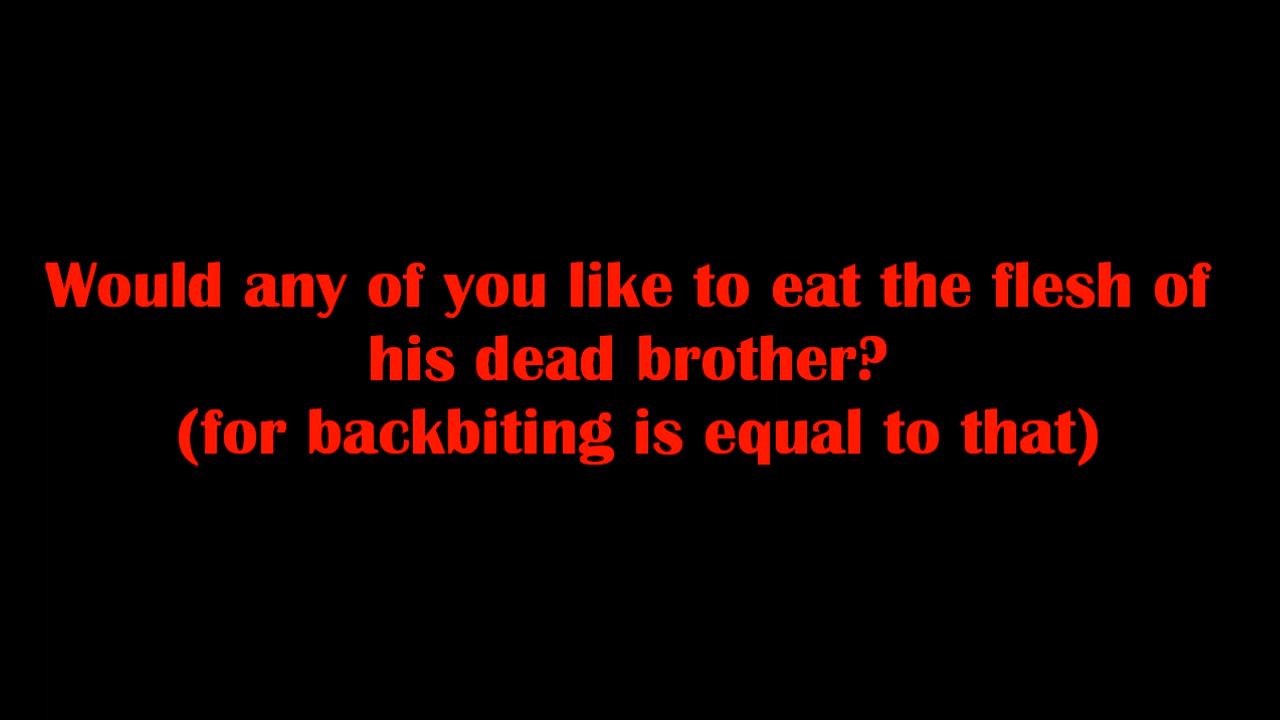 Would any of you like to eat the flesh of
his dead brother?
(for backbiting is equal to that)